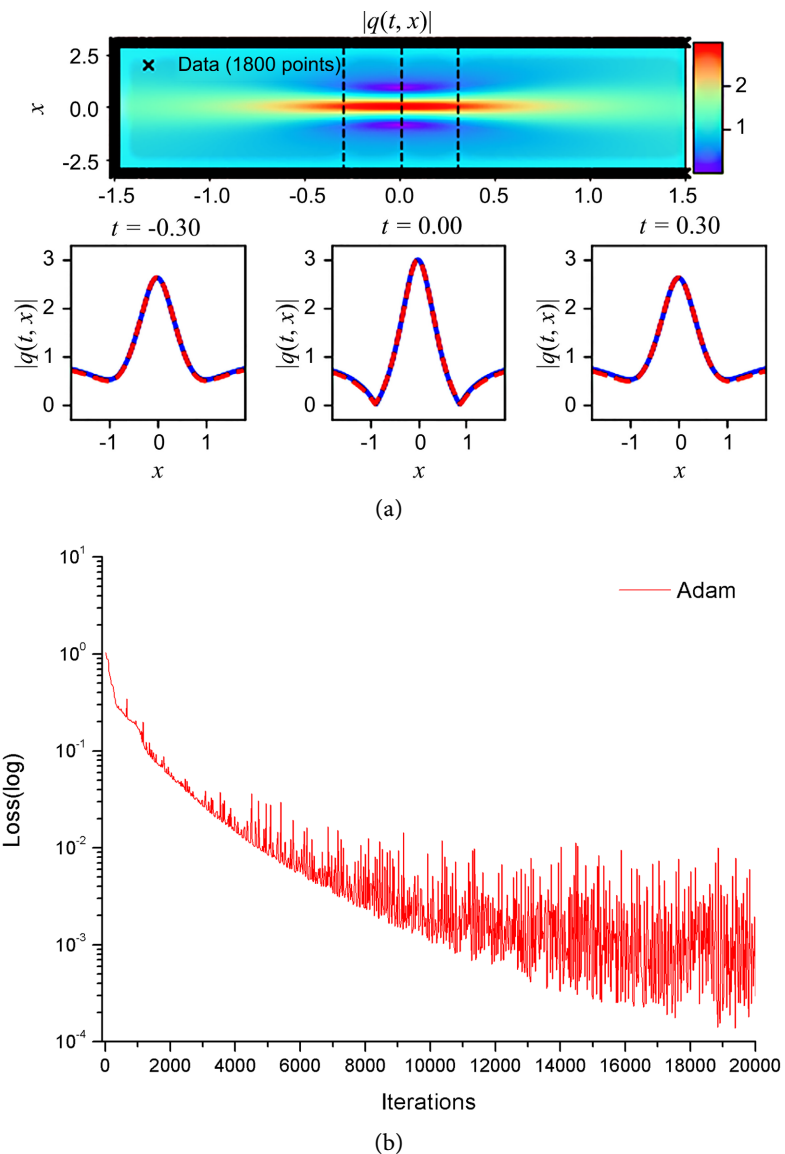 |q(t, x)|
2.5
0.0
-2.5
x
Data (1800 points)
2
1
-1.5
-1.0
-0.5
0.0
0.5
1.0
1.5
t = -0.30
t = 0.00
t = 0.30
|q(t, x)|
3
2
1
0
-1
0
1
x
|q(t, x)|
3
2
1
0
-1
0
1
x
|q(t, x)|
3
2
1
0
-1
0
1
x
(a)
10^1
10^0
10^-1
10^-2
10^-3
10^-4
Loss(log)
Adam
0
2000
4000
6000
8000
10000
12000
14000
16000
18000
20000
Iterations
(b)